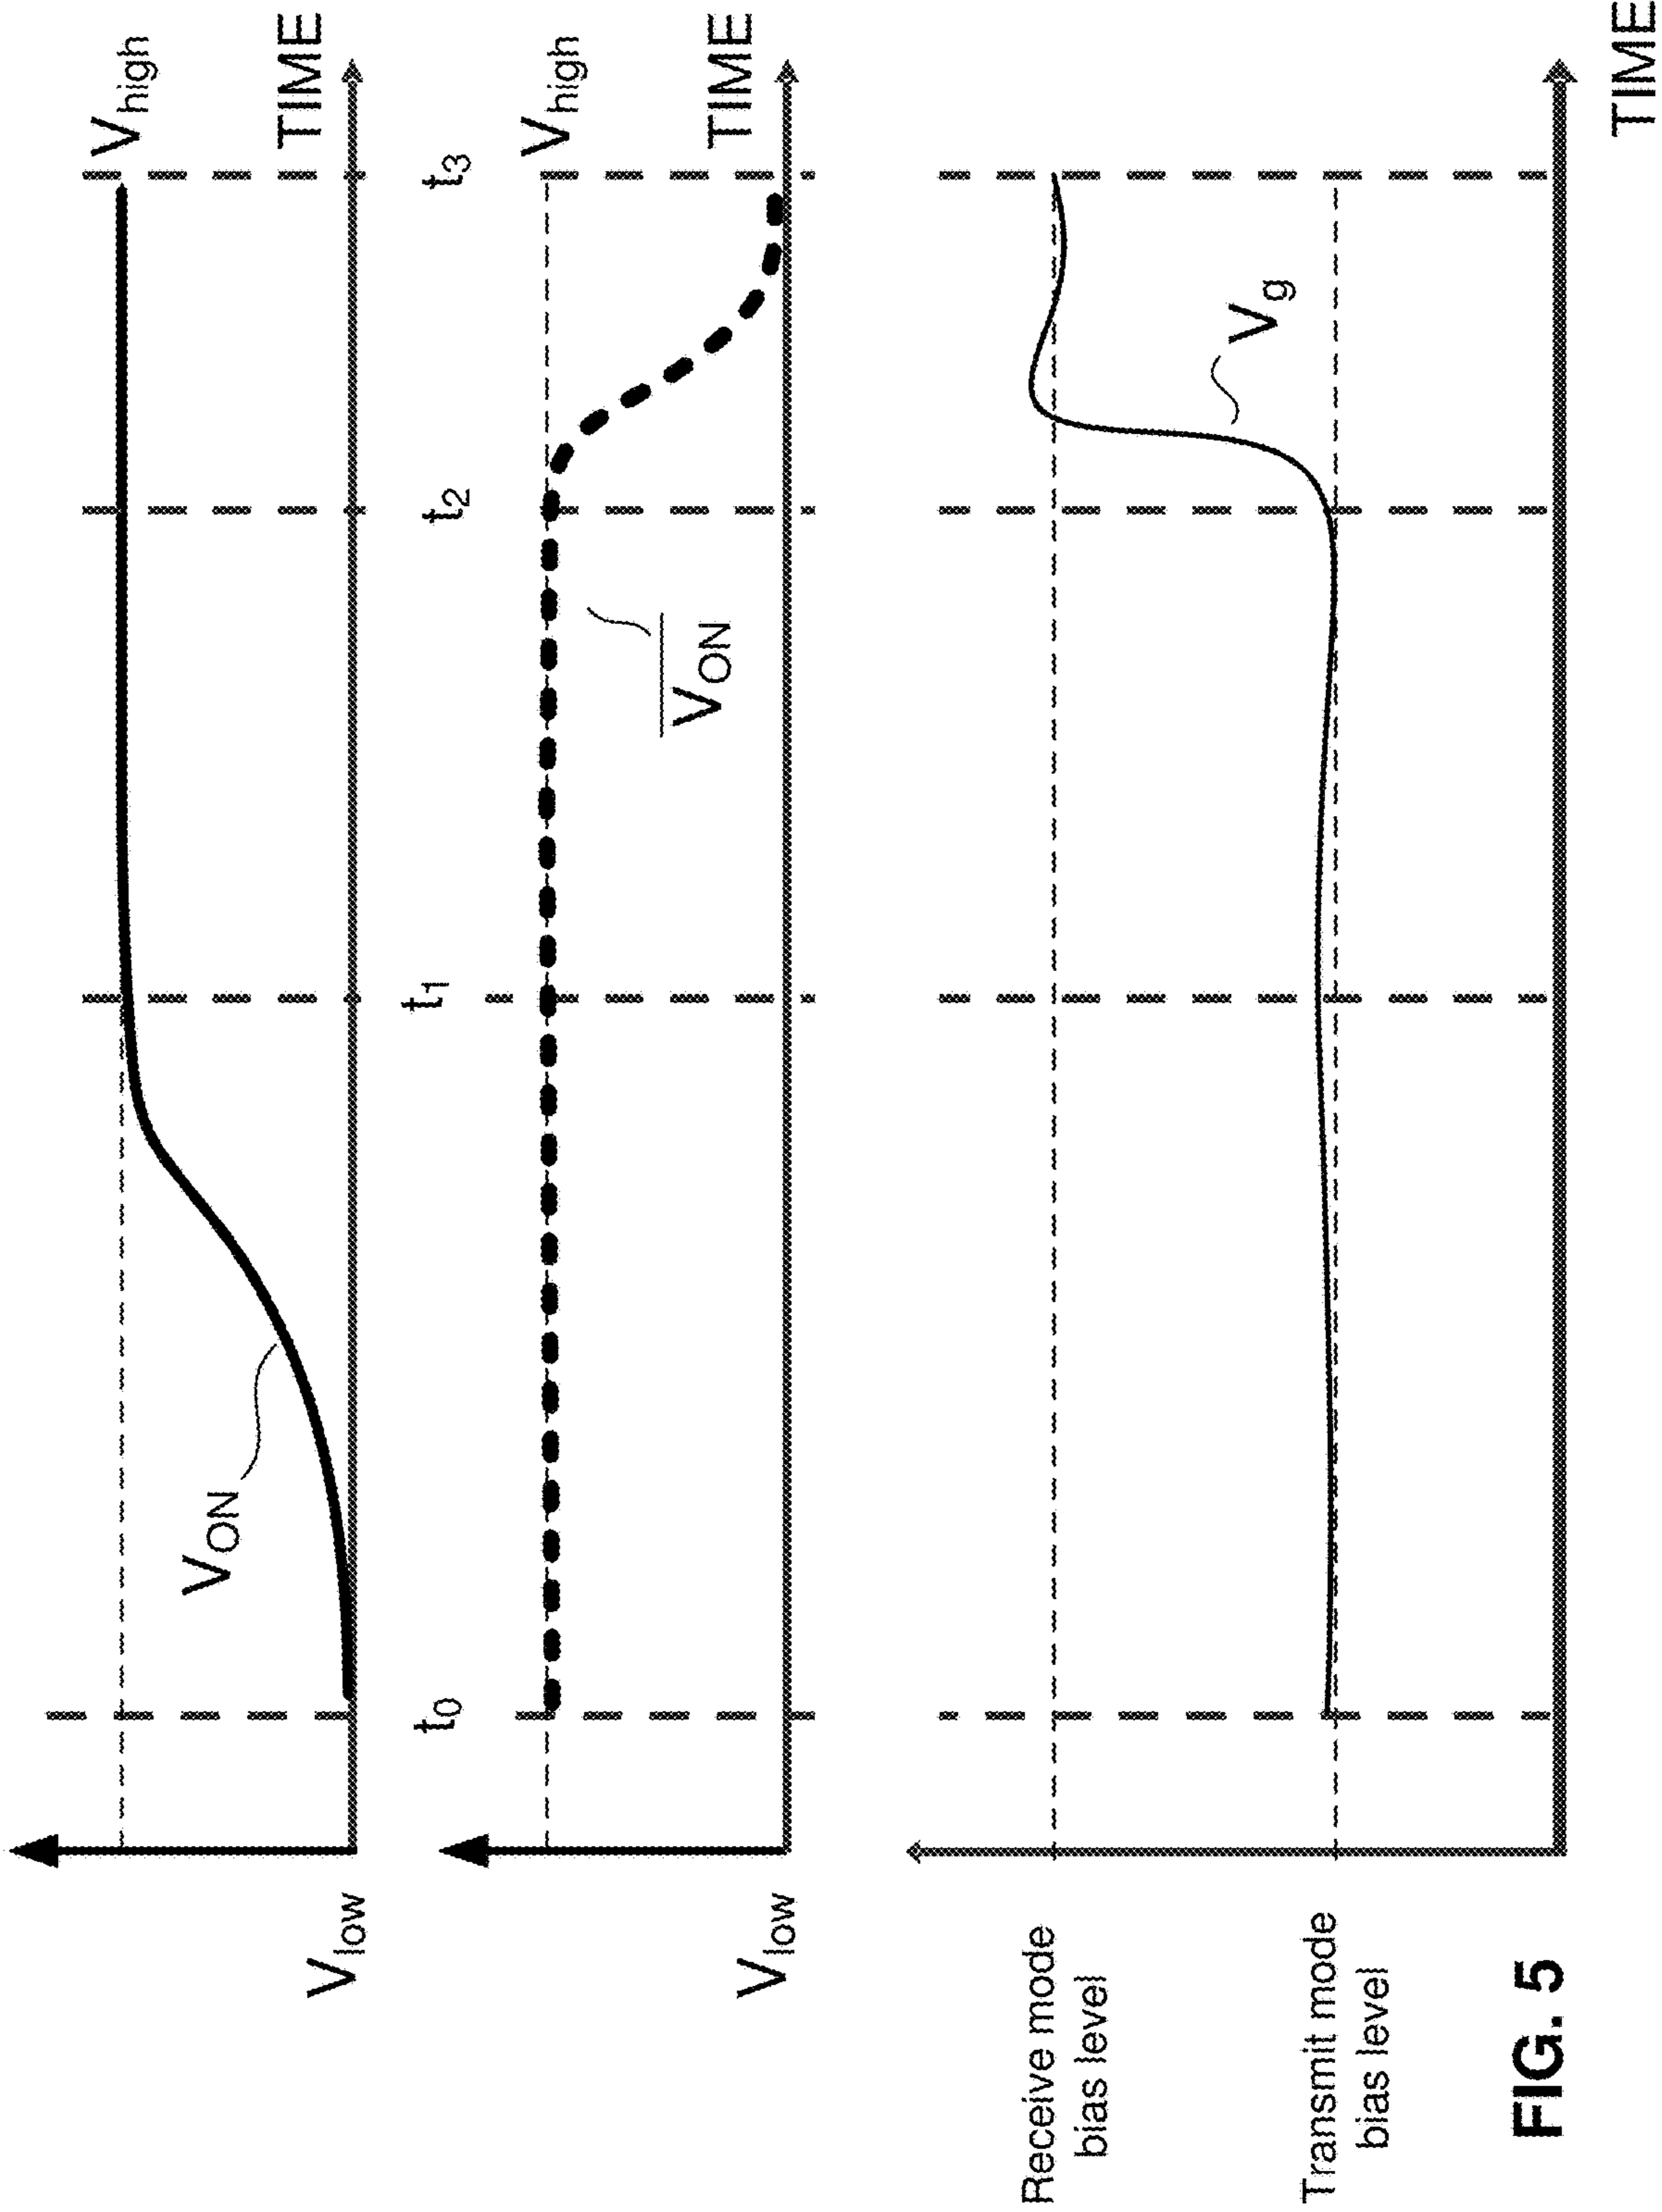 V_high
V_ON
V_low
TIME
t_0
t_1
t_2
t_3
V_high
V̅_ON
V_low
TIME
Receive mode
bias level
V_g
Transmit mode
bias level
TIME
FIG. 5